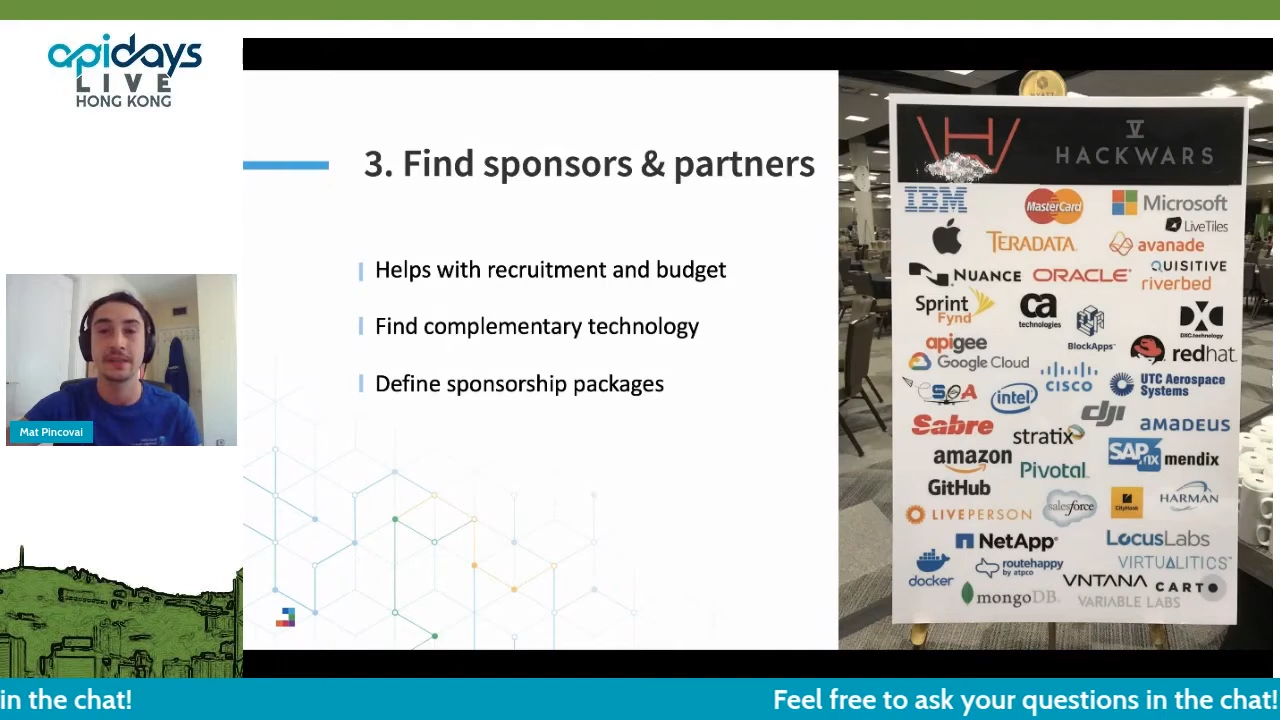 apidays
LIVE
HONG KONG
Mat Pincovai
3. Find sponsors & partners
Helps with recruitment and budget
Find complementary technology
Define sponsorship packages
V
HACKWARS
IBM
MasterCard
Microsoft
LiveTiles
TERADATA
avanade
NUANCE
ORACLE
QUISITIVE
riverbed
Sprint
Fynd
ca
technologies
BlockApps
DXC.technology
apigee
Google Cloud
redhat.
CISCO
intel
UTC Aerospace
Systems
dji
Sabre
stratix
amadeus
amazon
Pivotal
SAP
mendix
GitHub
LIVEPERSON
salesforce
CityMaas
HARMAN
NetApp
LocusLabs
VIRTUALITICS
docker
routehappy
by atpco
VNTANA
CARTO
mongoDB
VARIABLE LABS
in the chat!
Feel free to ask your questions in the chat!